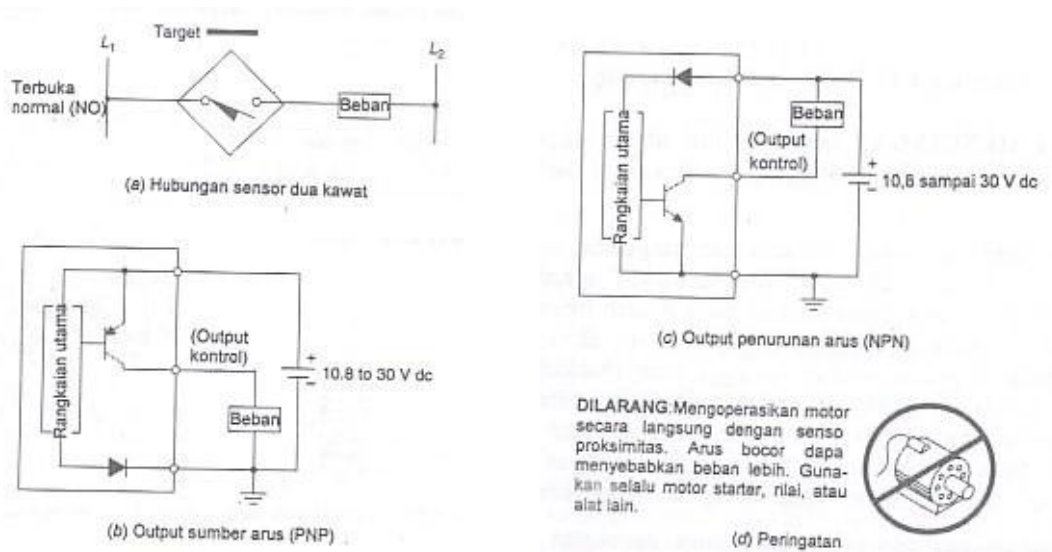 Target
L1
L2
Terbuka
normal (NO)
Beban
(a) Hubungan sensor dua kawat
Rangkaian utama
(Output
kontrol)
+
−
10.8 to 30 V dc
Beban
(b) Output sumber arus (PNP)
Rangkaian utama
Beban
(Output
kontrol)
+
−
10,8 sampai 30 V dc
(c) Output penurunan arus (NPN)
DILARANG:Mengoperasikan motor
secara langsung dengan senso
proksimitas. Arus bocor dapa
menyebabkan beban lebih. Guna-
kan selalu motor starter, rilai, atau
alat lain.
(d) Peringatan